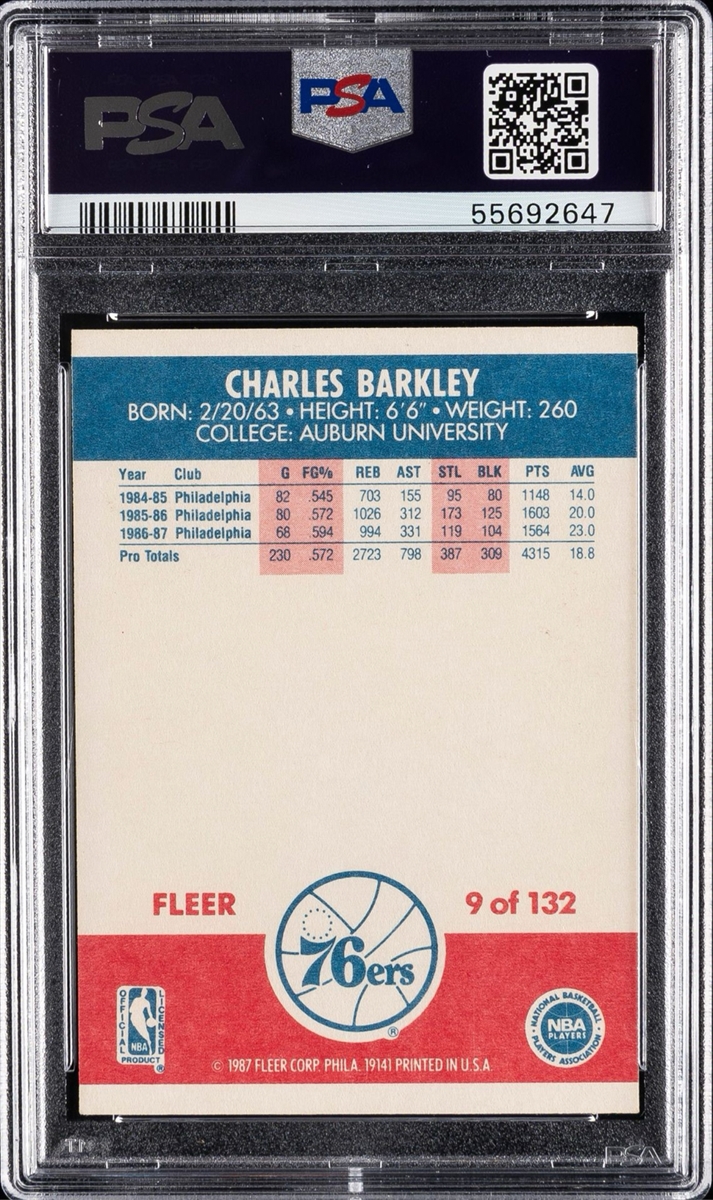 PSA
PSA
55692647
CHARLES BARKLEY
BORN: 2/20/63 • HEIGHT: 6'6" • WEIGHT: 260
COLLEGE: AUBURN UNIVERSITY
Year Club G FG% REB AST STL BLK PTS AVG
1984-85 Philadelphia 82 .545 703 155 95 80 1148 14.0
1985-86 Philadelphia 80 .572 1026 312 173 125 1603 20.0
1986-87 Philadelphia 68 .594 994 331 119 104 1564 23.0
Pro Totals 230 .572 2723 798 387 309 4315 18.8
FLEER 9 of 132
76ers
®
OFFICIAL LICENSED
NBA
PRODUCT
®
NATIONAL BASKETBALL
NBA
PLAYERS
PLAYERS ASSOCIATION
© 1987 FLEER CORP. PHILA. 19141 PRINTED IN U.S.A.
TM
PSA